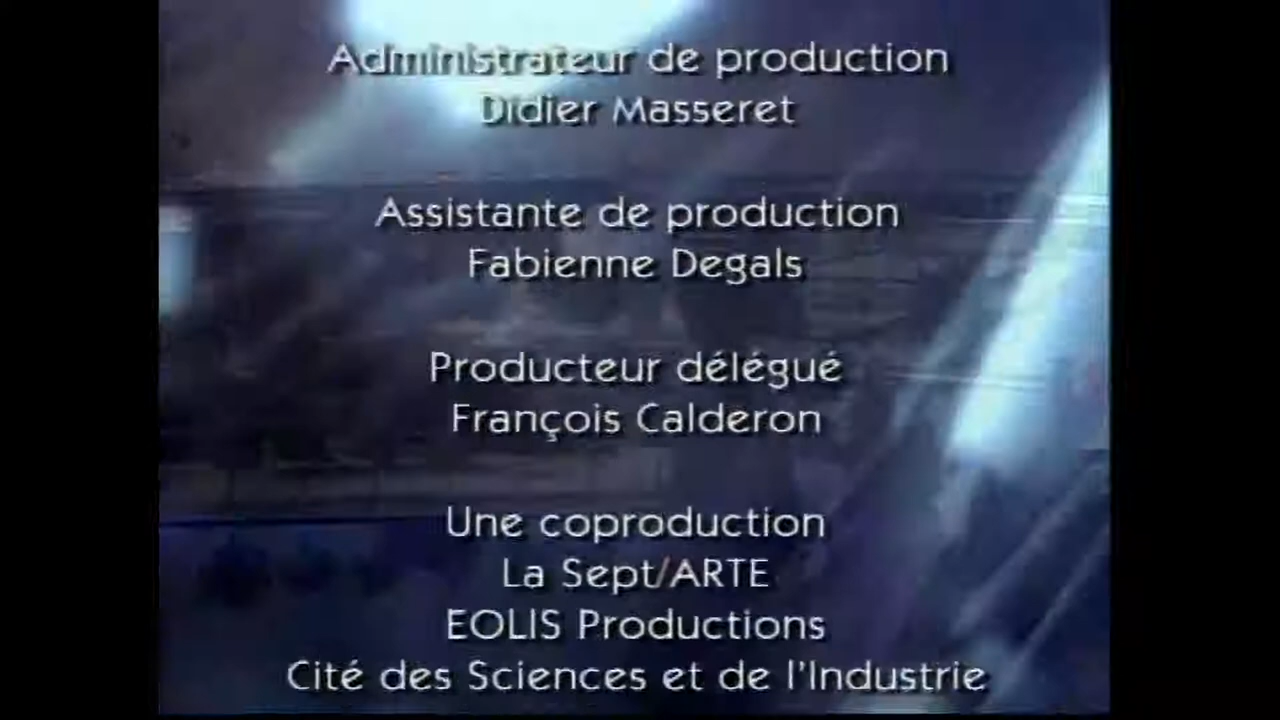 Administrateur de production
Didier Masseret
Assistante de production
Fabienne Degals
Producteur délégué
François Calderon
Une coproduction
La Sept/ARTE
EOLIS Productions
Cité des Sciences et de l'Industrie